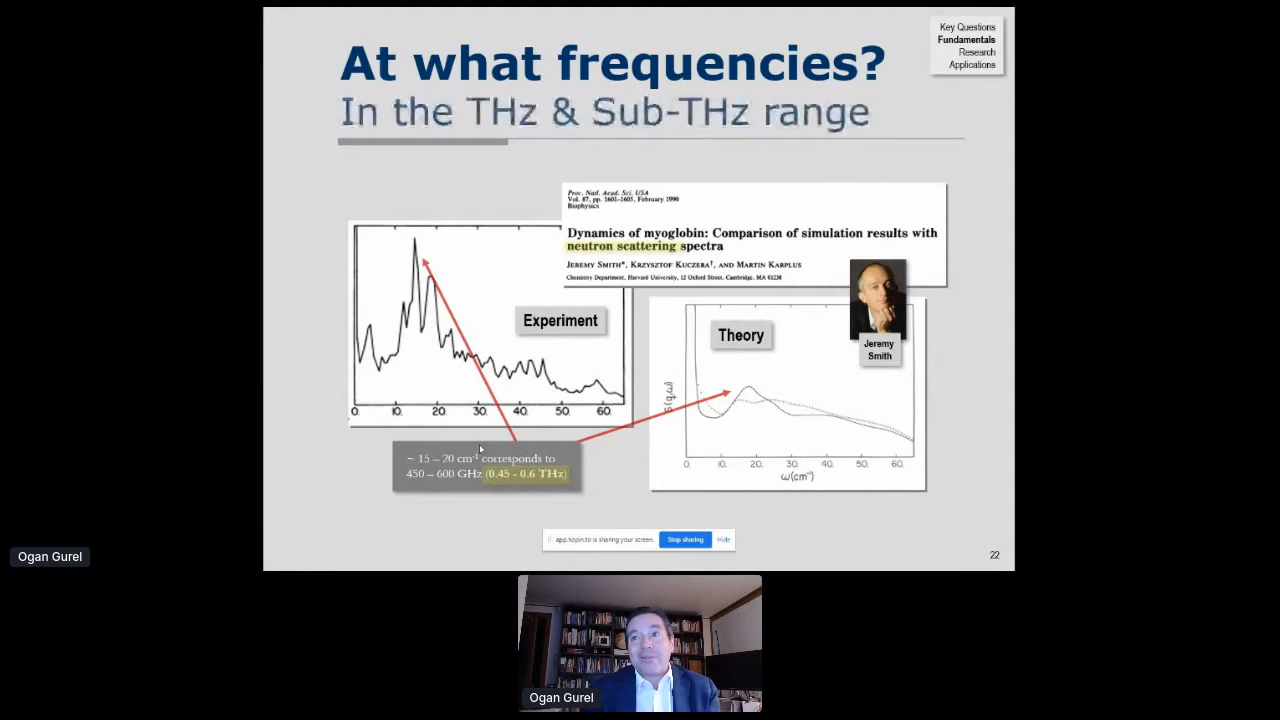 Key Questions
Fundamentals
Research
Applications
At what frequencies?
In the THz & Sub-THz range
Proc. Natl. Acad. Sci. USA
Vol. 87, pp. 1601-1605, February 1990
Biophysics
Dynamics of myoglobin: Comparison of simulation results with
neutron scattering spectra
JEREMY SMITH*, KRZYSZTOF KUCZERA†, AND MARTIN KARPLUS
Chemistry Department, Harvard University, 12 Oxford Street, Cambridge, MA 02138
Experiment
0. 10. 20. 30. 40. 50. 60.
Theory
Jeremy
Smith
S(q,ω)
0. 10. 20. 30. 40. 50. 60.
ω(cm⁻¹)
~ 15 – 20 cm⁻¹ corresponds to
450 – 600 GHz (0.45 - 0.6 THz)
app.hopin.to is sharing your screen. Stop sharing Hide
22
Ogan Gurel
Ogan Gurel